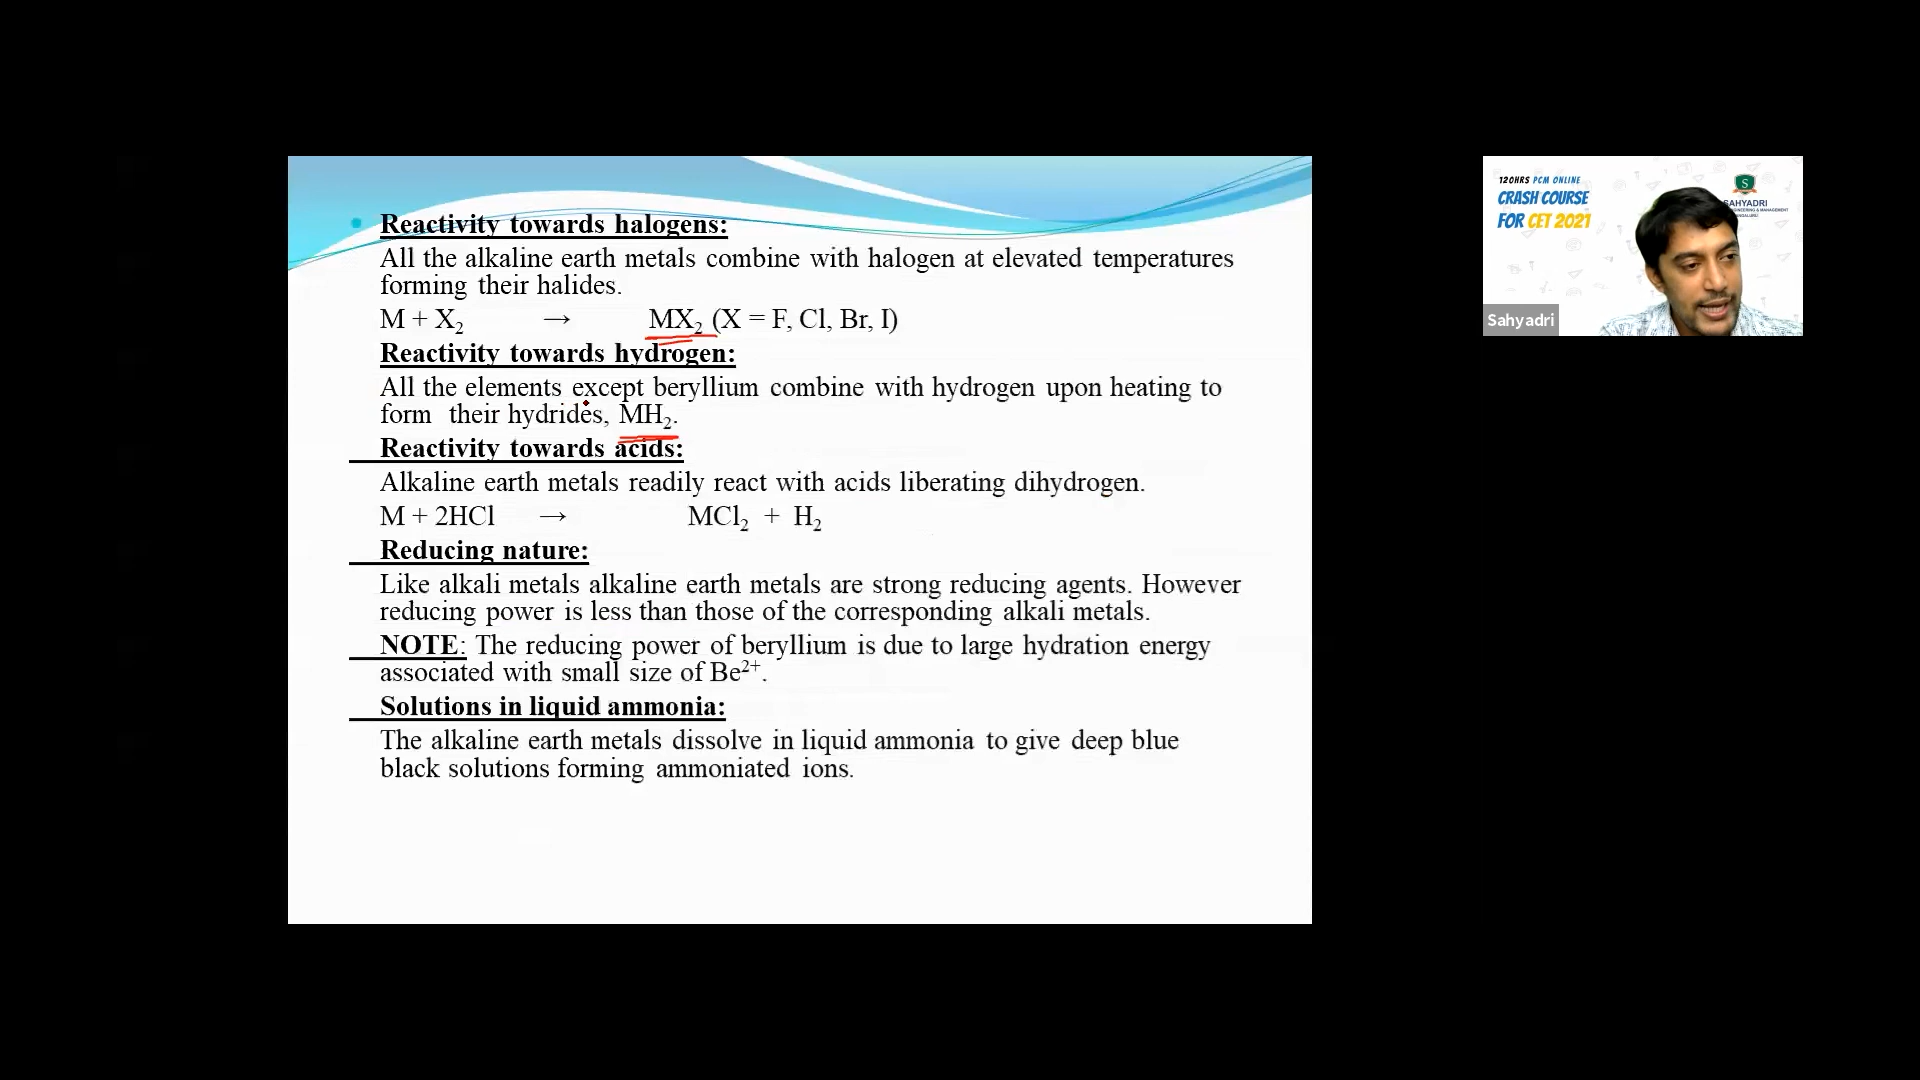 Reactivity towards halogens:
All the alkaline earth metals combine with halogen at elevated temperatures
forming their halides.
M + X₂ → MX₂ (X = F, Cl, Br, I)
Reactivity towards hydrogen:
All the elements except beryllium combine with hydrogen upon heating to
form their hydrides, MH₂.
Reactivity towards acids:
Alkaline earth metals readily react with acids liberating dihydrogen.
M + 2HCl → MCl₂ + H₂
Reducing nature:
Like alkali metals alkaline earth metals are strong reducing agents. However
reducing power is less than those of the corresponding alkali metals.
NOTE: The reducing power of beryllium is due to large hydration energy
associated with small size of Be²⁺.
Solutions in liquid ammonia:
The alkaline earth metals dissolve in liquid ammonia to give deep blue
black solutions forming ammoniated ions.
120HRS PCM ONLINE
CRASH COURSE
FOR CET 2021
S
SAHYADRI
Sahyadri